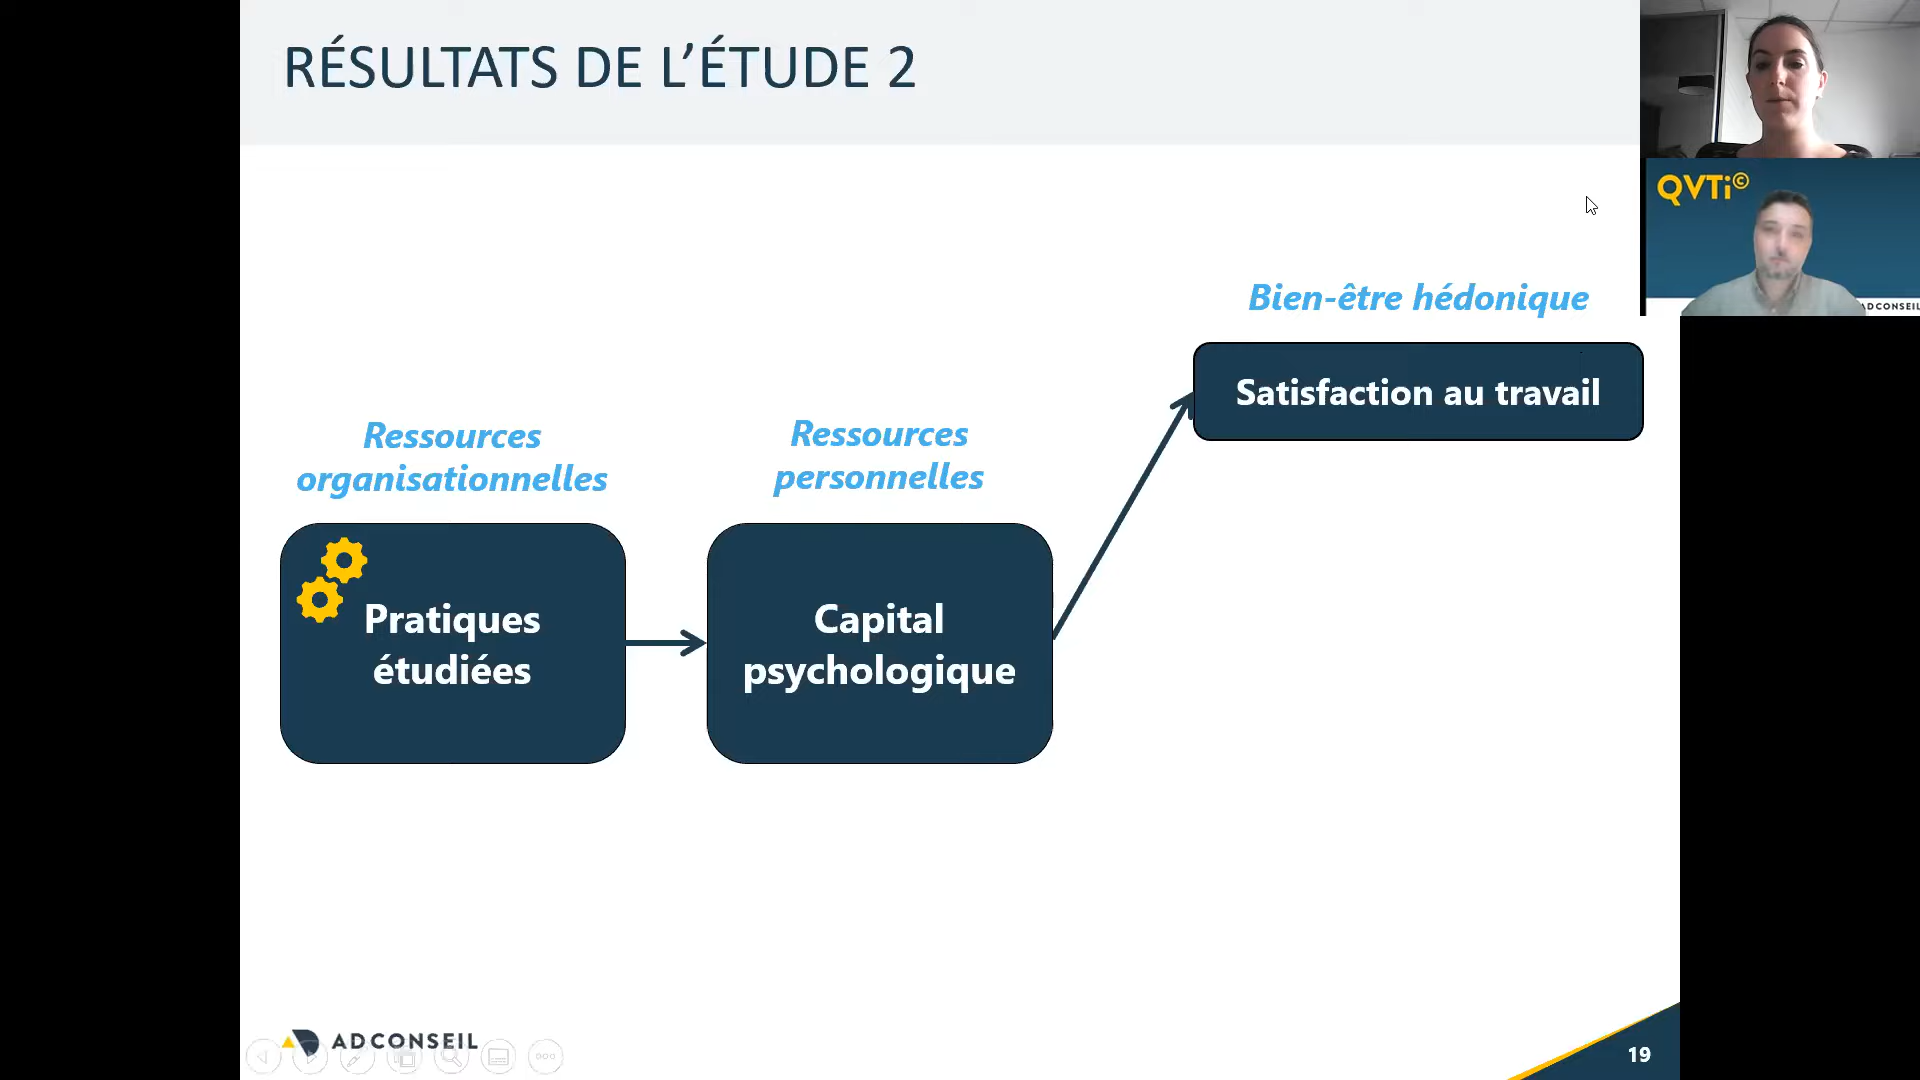 RÉSULTATS DE L’ÉTUDE 2
QVTi©
ADCONSEIL
Bien-être hédonique
Satisfaction au travail
Ressources
organisationnelles
Ressources
personnelles
Pratiques
étudiées
Capital
psychologique
ADCONSEIL
19